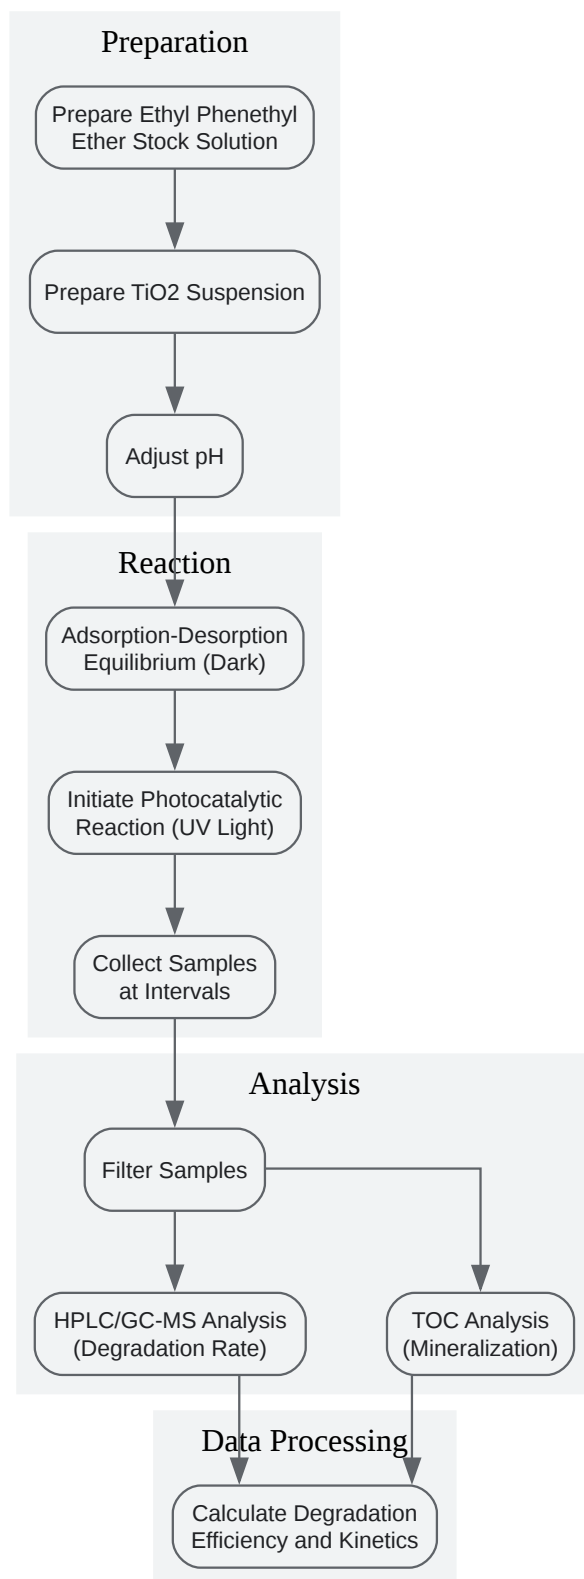 Preparation
Prepare Ethyl Phenethyl
Ether Stock Solution
Prepare TiO2 Suspension
Adjust pH
Reaction
Adsorption-Desorption
Equilibrium (Dark)
Initiate Photocatalytic
Reaction (UV Light)
Collect Samples
at Intervals
Analysis
Filter Samples
HPLC/GC-MS Analysis
(Degradation Rate)
TOC Analysis
(Mineralization)
Data Processing
Calculate Degradation
Efficiency and Kinetics